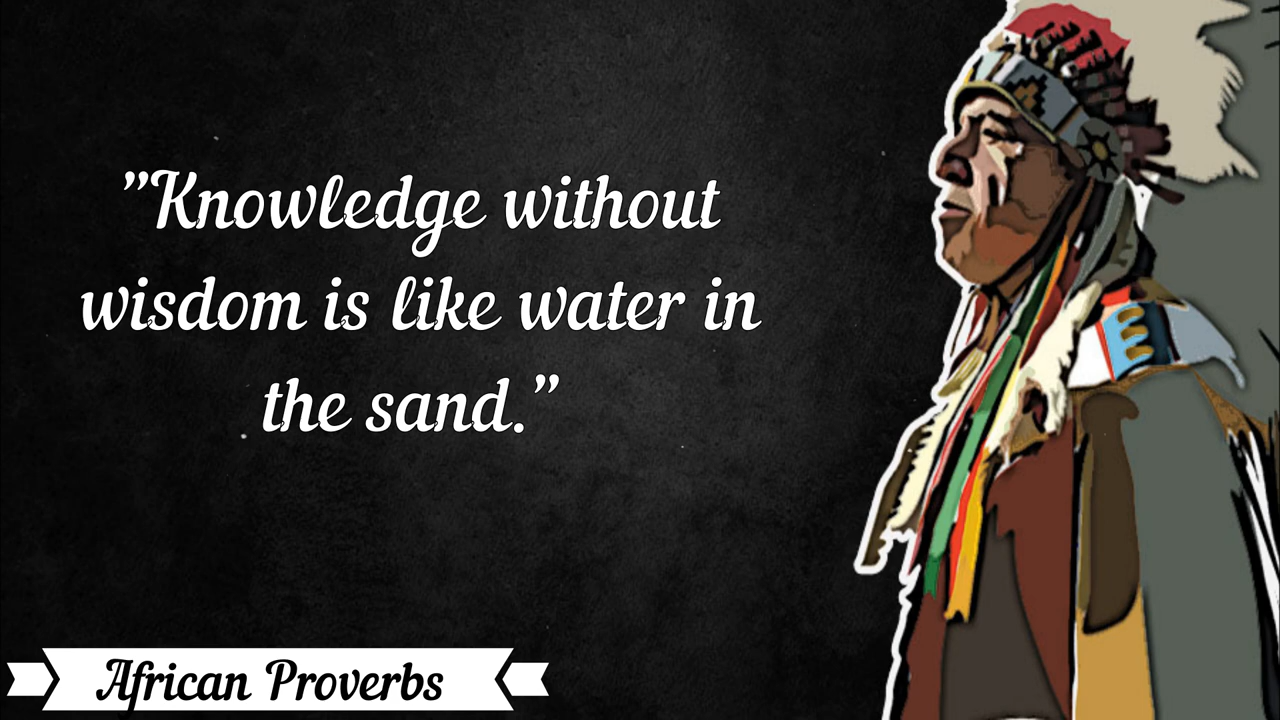 ”Knowledge without
wisdom is like water in
the sand.”
African Proverbs